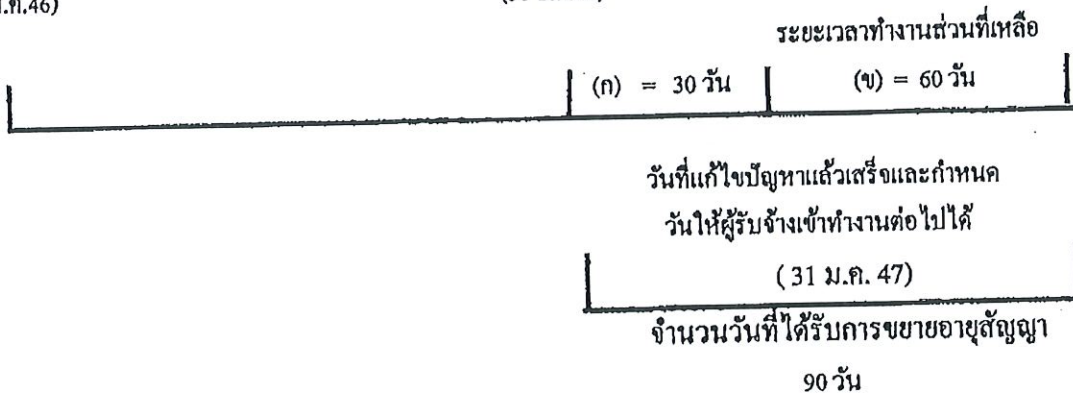 .ค.46)
ระยะเวลาทำงานส่วนที่เหลือ
(ก) = 30 วัน
(ข) = 60 วัน
วันที่แก้ไขปัญหาแล้วเสร็จและกำหนด
วันให้ผู้รับจ้างเข้าทำงานต่อไปได้
( 31 ม.ค. 47)
จำนวนวันที่ได้รับการขยายอายุสัญญา
90 วัน